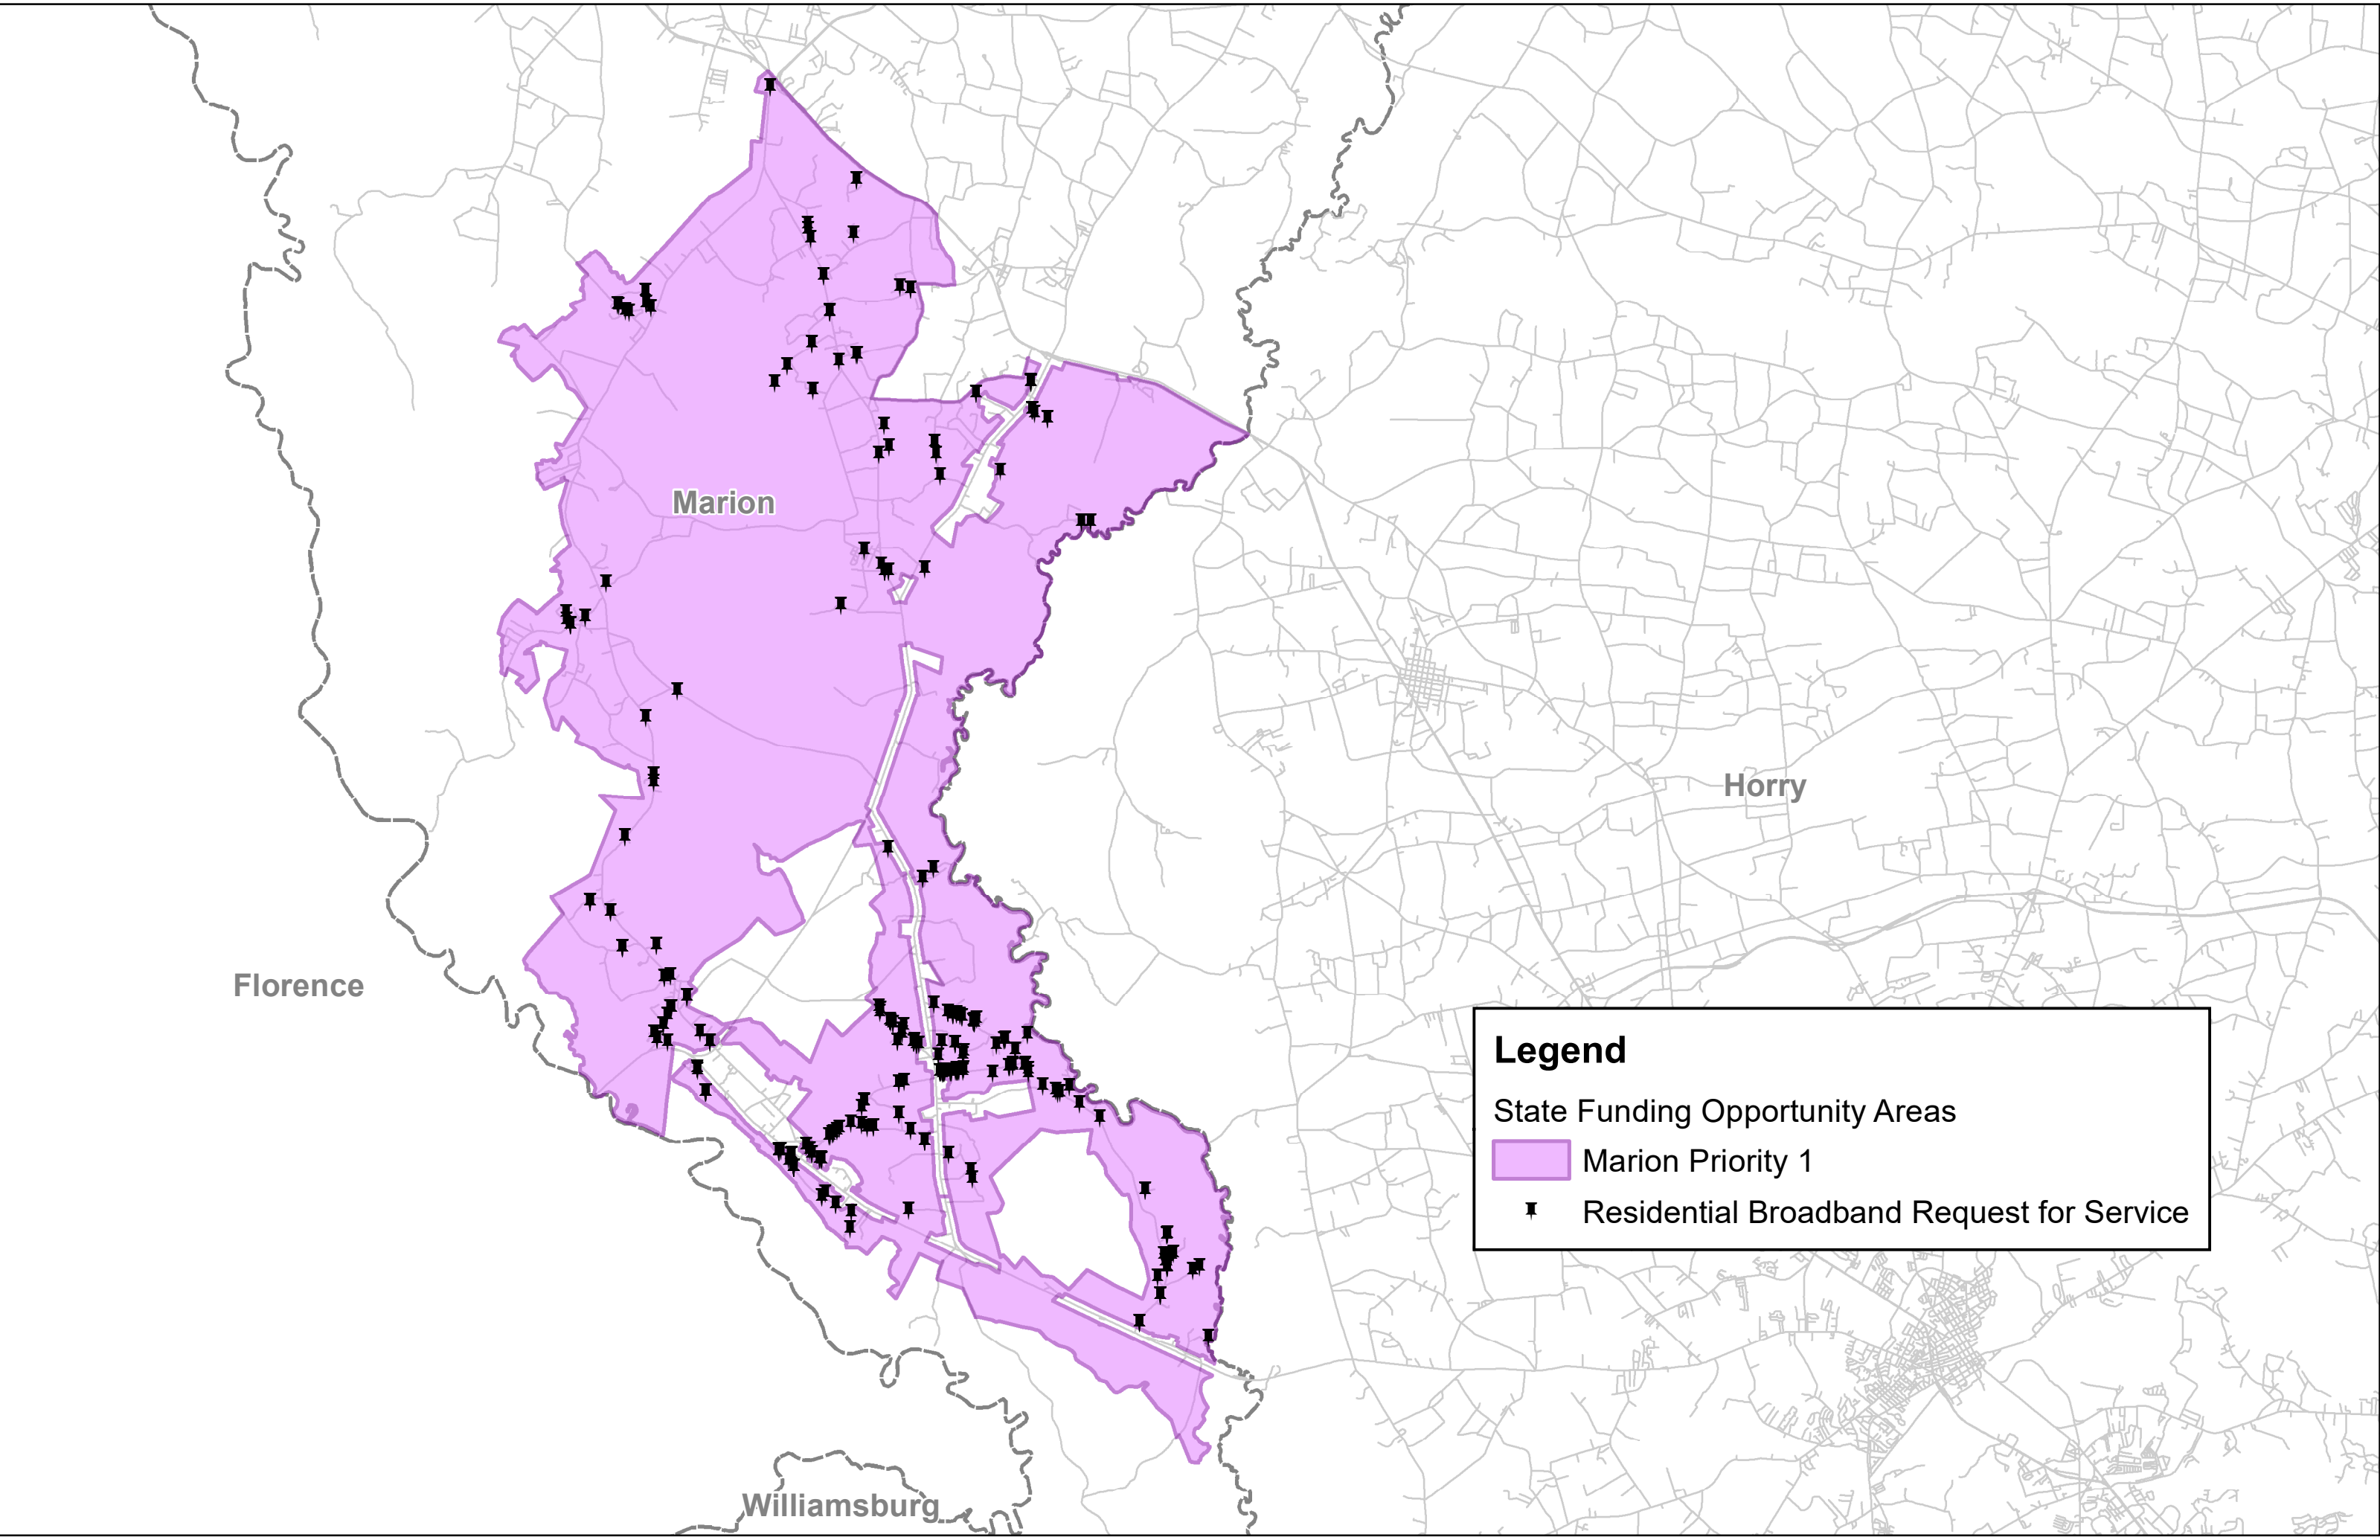 Marion
Horry
Florence
Legend
State Funding Opportunity Areas
Marion Priority 1
Residential Broadband Request for Service
Williamsburg